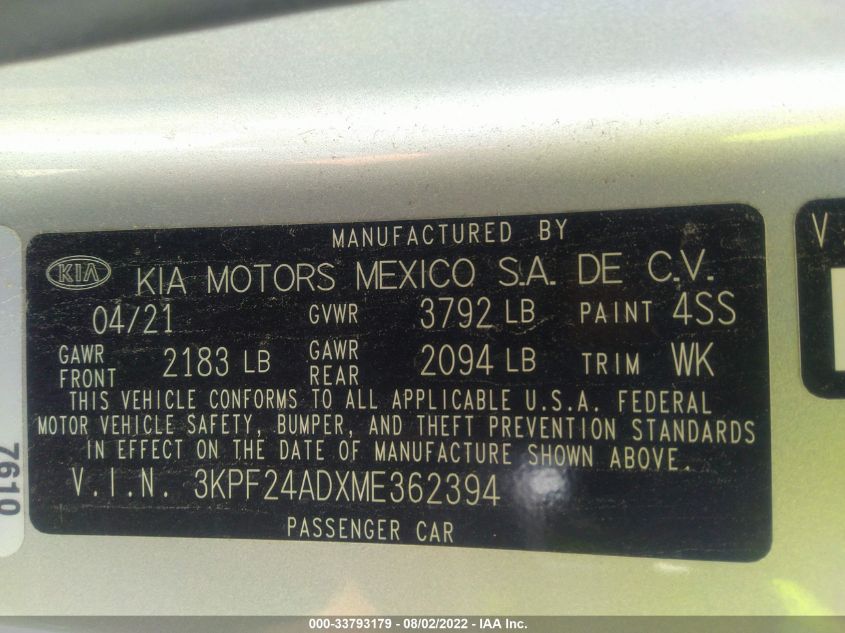 MANUFACTURED BY
KIA KIA MOTORS MEXICO S.A. DE C.V.
04/21 GVWR 3792 LB PAINT 4SS
GAWR FRONT 2183 LB GAWR REAR 2094 LB TRIM WK
THIS VEHICLE CONFORMS TO ALL APPLICABLE U.S.A. FEDERAL
MOTOR VEHICLE SAFETY, BUMPER, AND THEFT PREVENTION STANDARDS
IN EFFECT ON THE DATE OF MANUFACTURE SHOWN ABOVE.
V.I.N. 3KPF24ADXME362394
PASSENGER CAR
7619
000-33793179 - 08/02/2022 - IAA Inc.